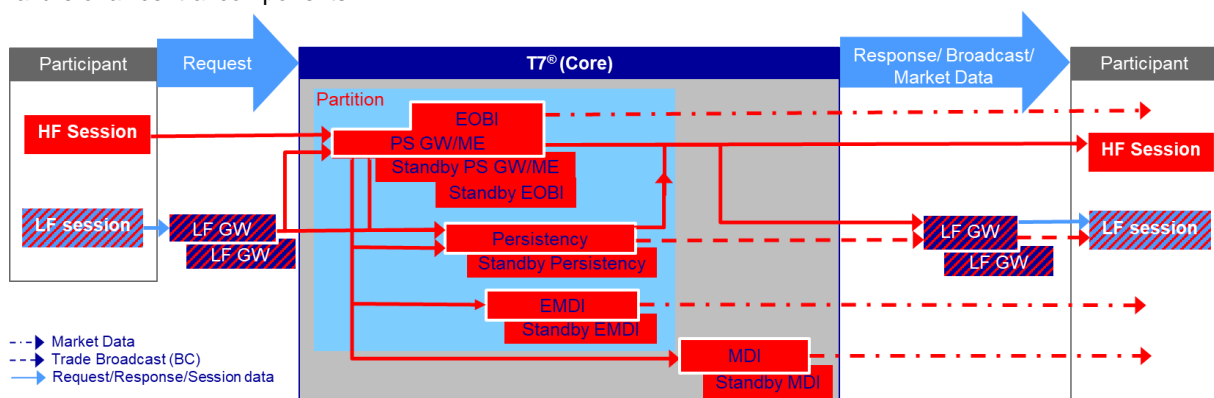 Participant
Request
T7® (Core)
Response/ Broadcast/
Market Data
Participant
Partition
EOBI
HF Session
PS GW/ME
HF Session
Standby PS GW/ME
Standby EOBI
LF session
LF GW
LF GW
Persistency
Standby Persistency
LF GW
LF GW
LF session
EMDI
Standby EMDI
Market Data
Trade Broadcast (BC)
Request/Response/Session data
MDI
Standby MDI